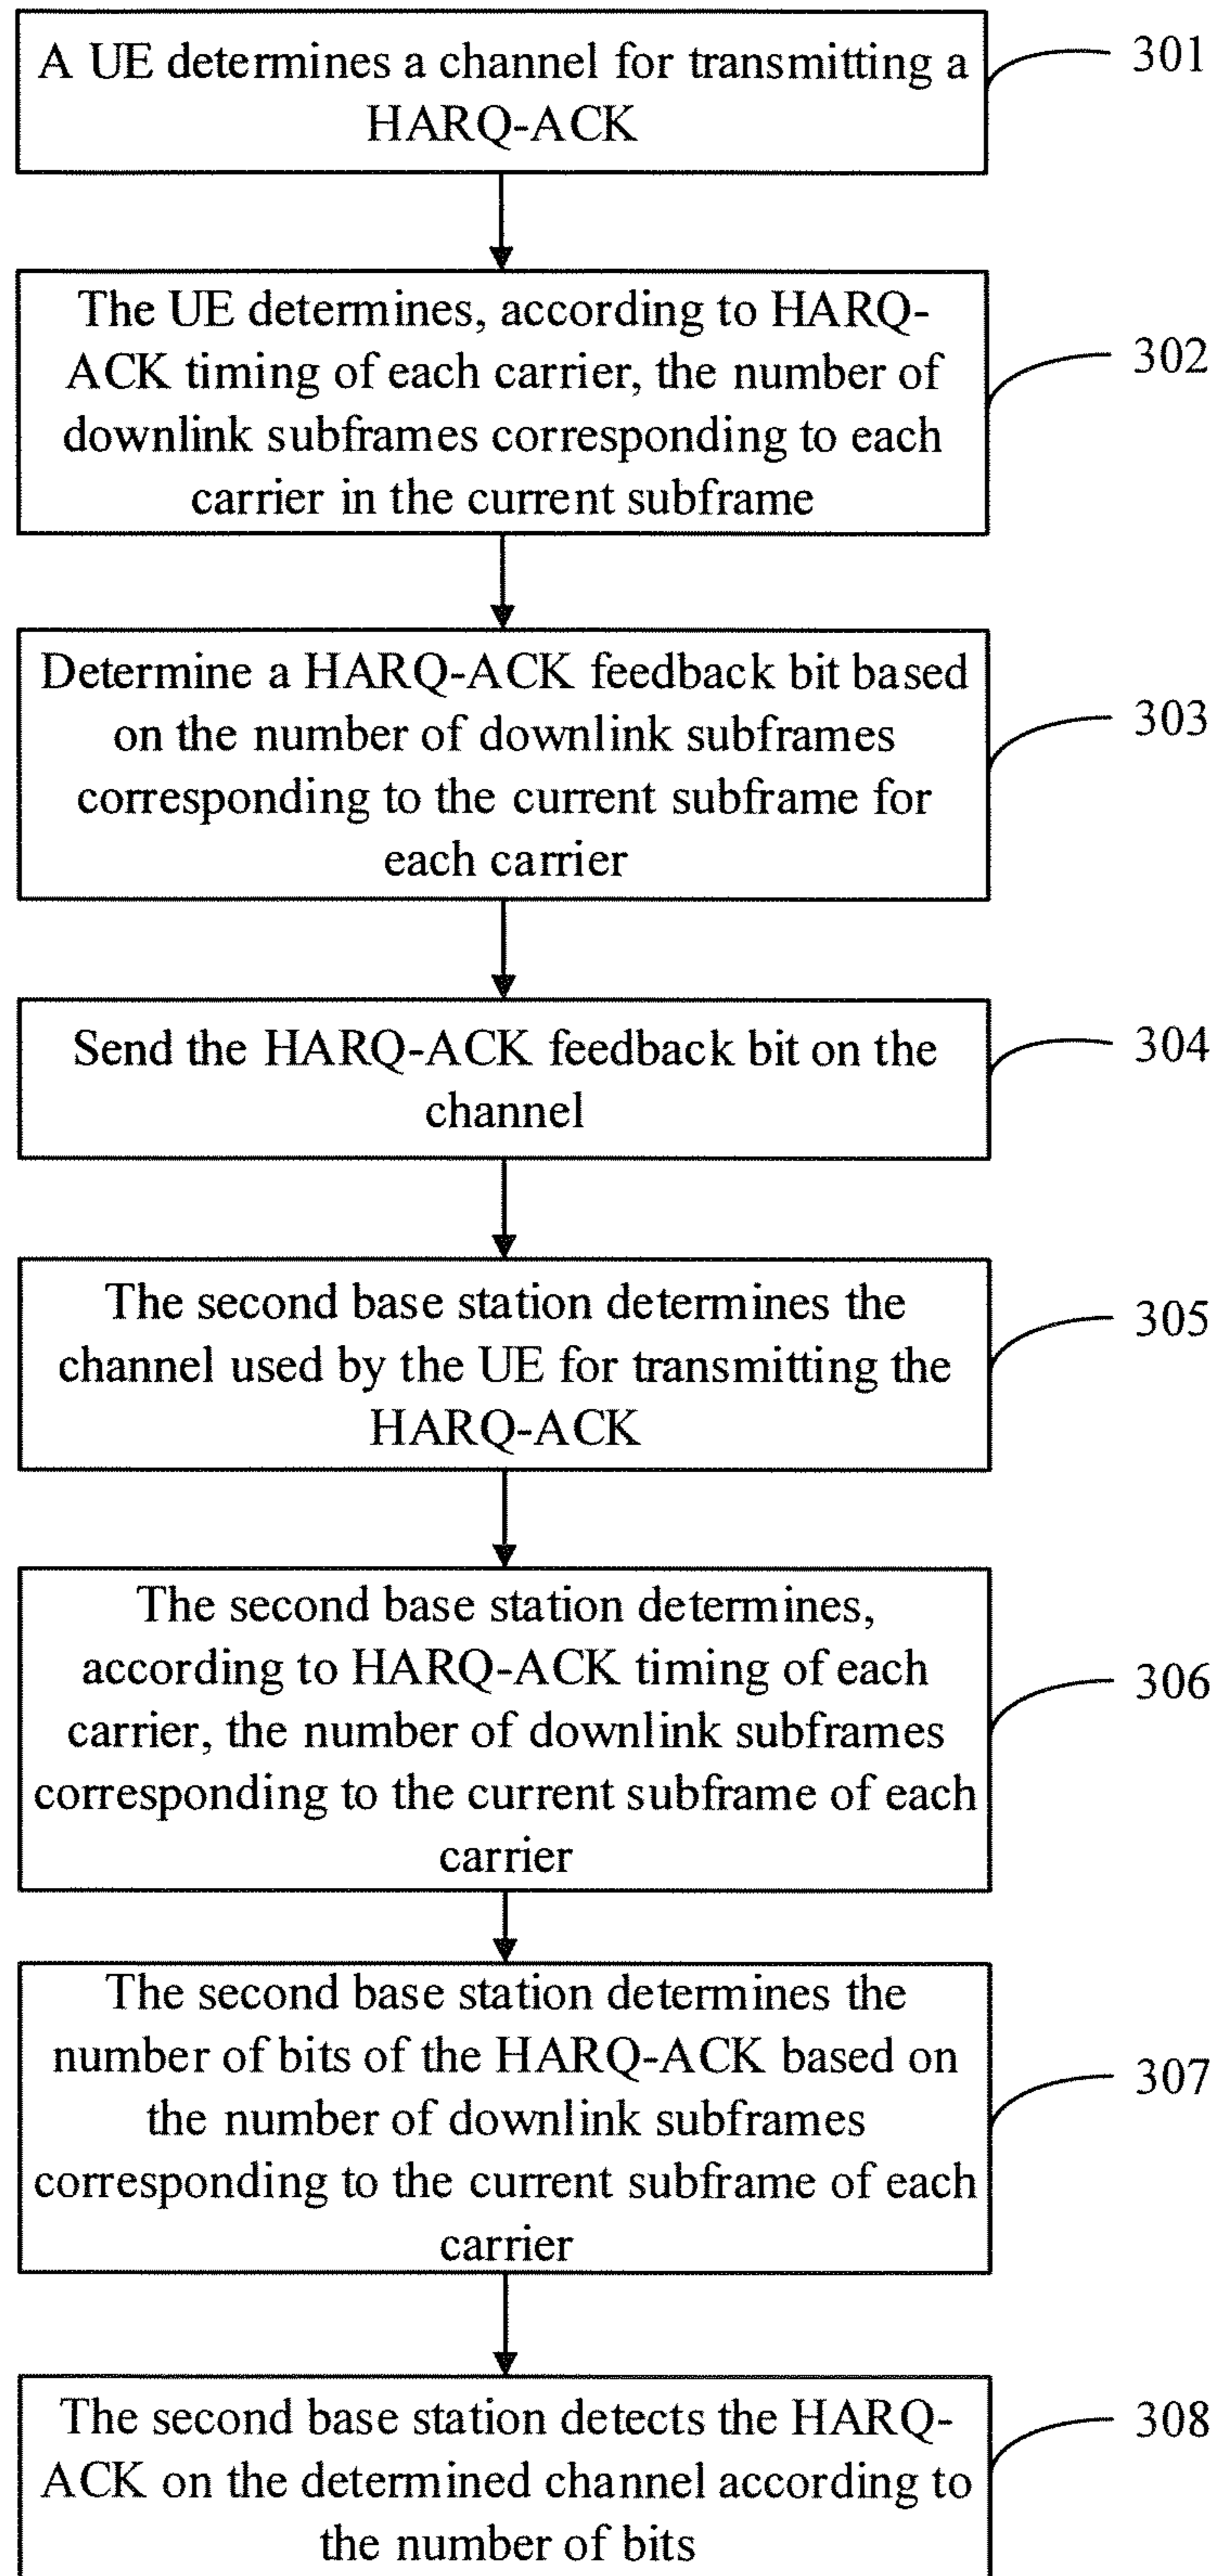 A UE determines a channel for transmitting a
HARQ-ACK
301
The UE determines, according to HARQ-
ACK timing of each carrier, the number of
downlink subframes corresponding to each
carrier in the current subframe
302
Determine a HARQ-ACK feedback bit based
on the number of downlink subframes
corresponding to the current subframe for
each carrier
303
Send the HARQ-ACK feedback bit on the
channel
304
The second base station determines the
channel used by the UE for transmitting the
HARQ-ACK
305
The second base station determines,
according to HARQ-ACK timing of each
carrier, the number of downlink subframes
corresponding to the current subframe of each
carrier
306
The second base station determines the
number of bits of the HARQ-ACK based on
the number of downlink subframes
corresponding to the current subframe of each
carrier
307
The second base station detects the HARQ-
ACK on the determined channel according to
the number of bits
308